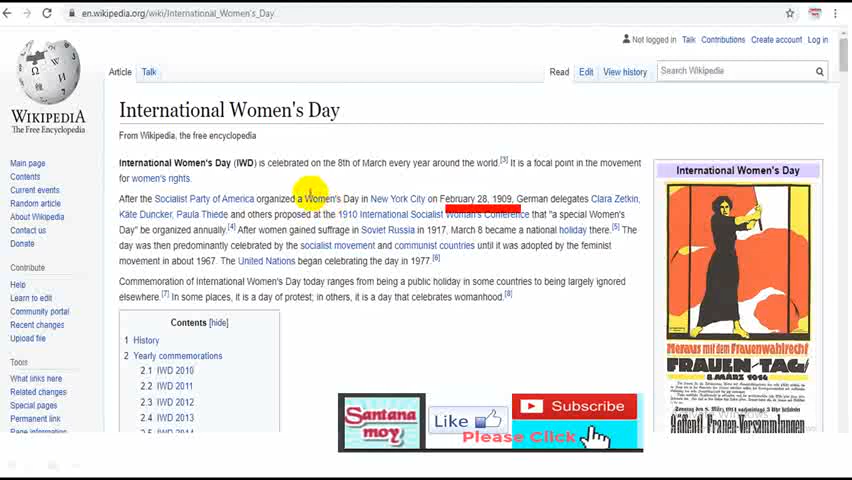 en.wikipedia.org/wiki/International_Women's_Day
Not logged in Talk Contributions Create account Log in
Article Talk Read Edit View history Search Wikipedia
WIKIPEDIA
The Free Encyclopedia
Main page
Contents
Current events
Random article
About Wikipedia
Contact us
Donate
Contribute
Help
Learn to edit
Community portal
Recent changes
Upload file
Tools
What links here
Related changes
Special pages
Permanent link
Page information
International Women's Day
From Wikipedia, the free encyclopedia
International Women's Day (IWD) is celebrated on the 8th of March every year around the world.[3] It is a focal point in the movement
for women's rights.
After the Socialist Party of America organized a Women's Day in New York City on February 28, 1909, German delegates Clara Zetkin,
Käte Duncker, Paula Thiede and others proposed at the 1910 International Socialist Woman's Conference that "a special Women's
Day" be organized annually.[4] After women gained suffrage in Soviet Russia in 1917, March 8 became a national holiday there.[5] The
day was then predominantly celebrated by the socialist movement and communist countries until it was adopted by the feminist
movement in about 1967. The United Nations began celebrating the day in 1977.[6]
Commemoration of International Women's Day today ranges from being a public holiday in some countries to being largely ignored
elsewhere.[7] In some places, it is a day of protest; in others, it is a day that celebrates womanhood.[8]
Contents [hide]
1 History
2 Yearly commemorations
2.1 IWD 2010
2.2 IWD 2011
2.3 IWD 2012
2.4 IWD 2013
2.5 IWD 2014
International Women's Day
Heraus mit dem Frauenwahlrecht
FRAUEN-TAG
8. MÄRZ 1914
Santana
moy
Like
Subscribe
Please Click